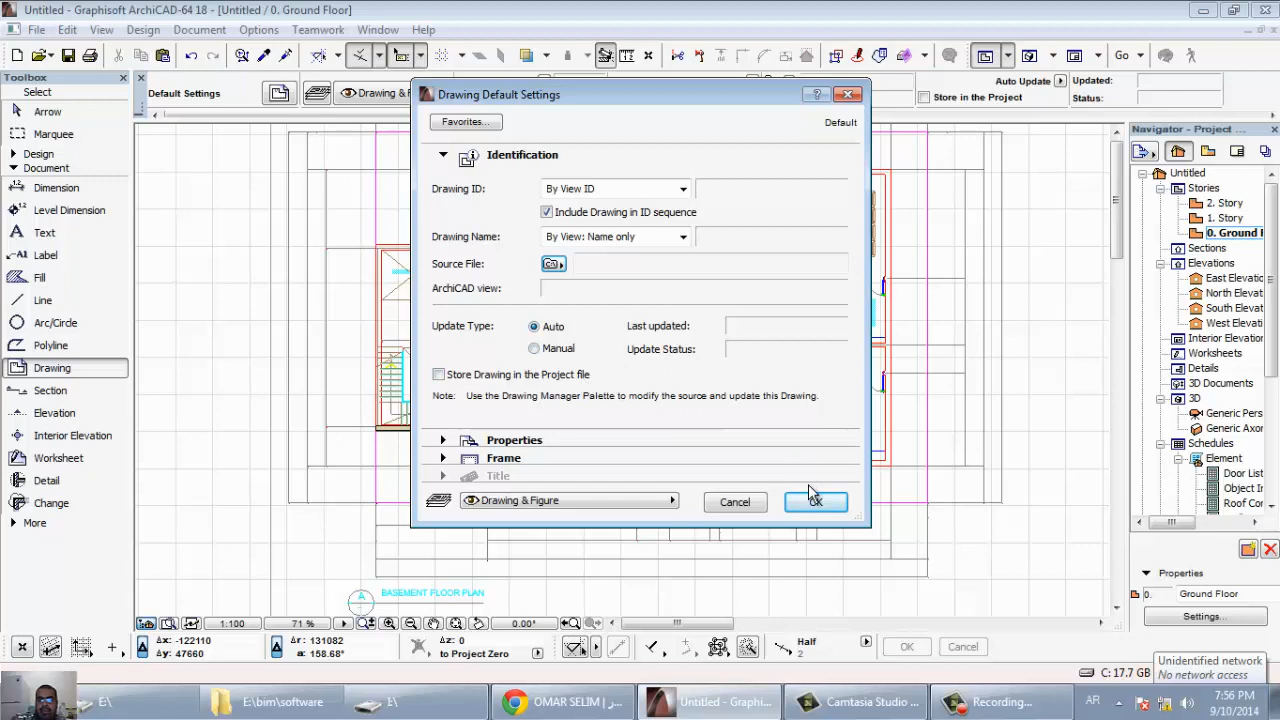 Untitled - Graphisoft ArchiCAD-64 18 - [Untitled / 0. Ground Floor]
File Edit View Design Document Options Teamwork Window Help
Toolbox
Select
Arrow
Marquee
Design
Document
Dimension
Level Dimension
Text
Label
Fill
Line
Arc/Circle
Polyline
Drawing
Section
Elevation
Interior Elevation
Worksheet
Detail
Change
More
Default Settings
Drawing & F
Auto Update
Store in the Project
Updated:
Status:
Drawing Default Settings
Favorites...
Default
Identification
Drawing ID:
By View ID
Include Drawing in ID sequence
Drawing Name:
By View: Name only
Source File:
ArchiCAD view:
Update Type:
Auto
Last updated:
Manual
Update Status:
Store Drawing in the Project file
Note: Use the Drawing Manager Palette to modify the source and update this Drawing.
Properties
Frame
Title
Drawing & Figure
Cancel
OK
Go
Navigator - Project
Untitled
Stories
2. Story
1. Story
0. Ground F
Sections
Elevations
East Elevat
North Elevat
South Elevat
West Elevat
Interior Elevat
Worksheets
Details
3D Documents
3D
Generic Pers
Generic Axo
Schedules
Element
Door List
Object In
Roof Cor
Properties
0. Ground Floor
Settings...
A BASEMENT FLOOR PLAN
1:100
71 %
0.00°
Δx: -122110
Δy: 47660
Δr: 131082
a: 158.68°
Δz: 0
to Project Zero
Half
2
OK
Cancel
C: 17.7 GB
Unidentified network
No network access
E:\
E:\bim\software
I:\
OMAR SELIM | ز...
Untitled - Graphi...
Camtasia Studio ...
Recording...
AR
7:56 PM
9/10/2014